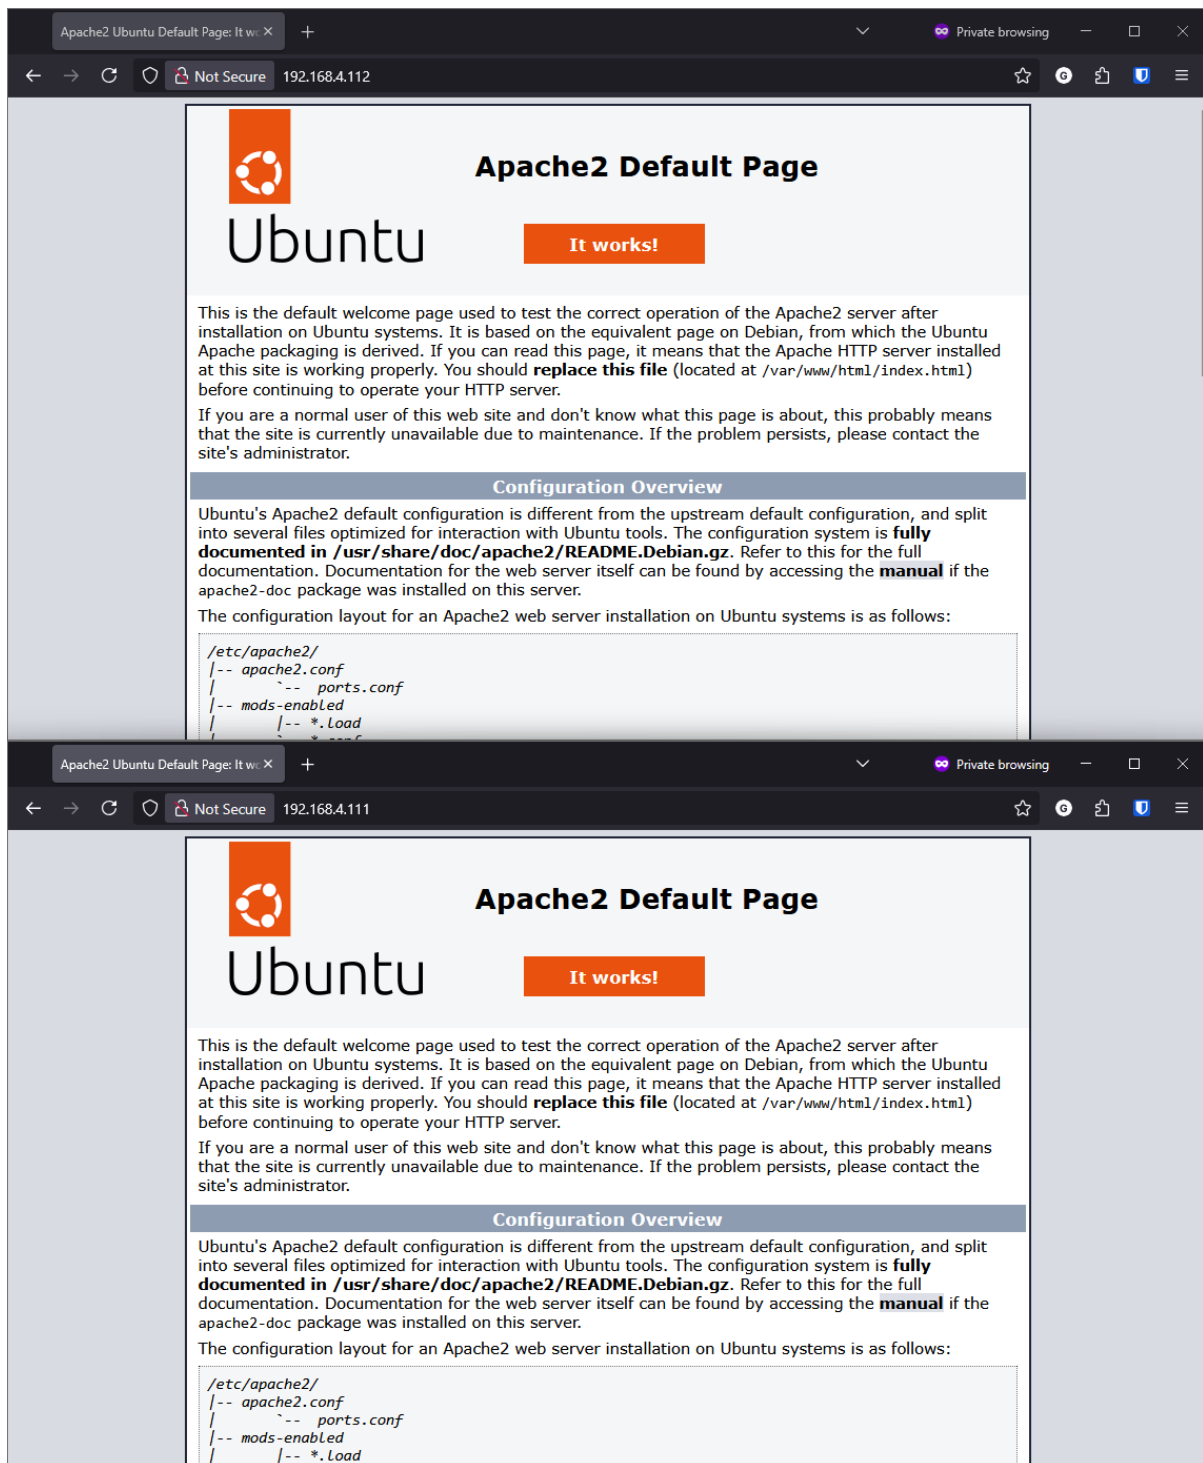 Apache2 Ubuntu Default Page: It wo
Private browsing
Not Secure 192.168.4.112
Apache2 Default Page
Ubuntu
It works!
This is the default welcome page used to test the correct operation of the Apache2 server after
installation on Ubuntu systems. It is based on the equivalent page on Debian, from which the Ubuntu
Apache packaging is derived. If you can read this page, it means that the Apache HTTP server installed
at this site is working properly. You should replace this file (located at /var/www/html/index.html)
before continuing to operate your HTTP server.
If you are a normal user of this web site and don't know what this page is about, this probably means
that the site is currently unavailable due to maintenance. If the problem persists, please contact the
site's administrator.
Configuration Overview
Ubuntu's Apache2 default configuration is different from the upstream default configuration, and split
into several files optimized for interaction with Ubuntu tools. The configuration system is fully
documented in /usr/share/doc/apache2/README.Debian.gz. Refer to this for the full
documentation. Documentation for the web server itself can be found by accessing the manual if the
apache2-doc package was installed on this server.
The configuration layout for an Apache2 web server installation on Ubuntu systems is as follows:
/etc/apache2/
|-- apache2.conf
|       `--  ports.conf
|-- mods-enabled
|       |-- *.load
|       `-- *.conf
Apache2 Ubuntu Default Page: It wo
Private browsing
Not Secure 192.168.4.111
Apache2 Default Page
Ubuntu
It works!
This is the default welcome page used to test the correct operation of the Apache2 server after
installation on Ubuntu systems. It is based on the equivalent page on Debian, from which the Ubuntu
Apache packaging is derived. If you can read this page, it means that the Apache HTTP server installed
at this site is working properly. You should replace this file (located at /var/www/html/index.html)
before continuing to operate your HTTP server.
If you are a normal user of this web site and don't know what this page is about, this probably means
that the site is currently unavailable due to maintenance. If the problem persists, please contact the
site's administrator.
Configuration Overview
Ubuntu's Apache2 default configuration is different from the upstream default configuration, and split
into several files optimized for interaction with Ubuntu tools. The configuration system is fully
documented in /usr/share/doc/apache2/README.Debian.gz. Refer to this for the full
documentation. Documentation for the web server itself can be found by accessing the manual if the
apache2-doc package was installed on this server.
The configuration layout for an Apache2 web server installation on Ubuntu systems is as follows:
/etc/apache2/
|-- apache2.conf
|       `--  ports.conf
|-- mods-enabled
|       |-- *.load